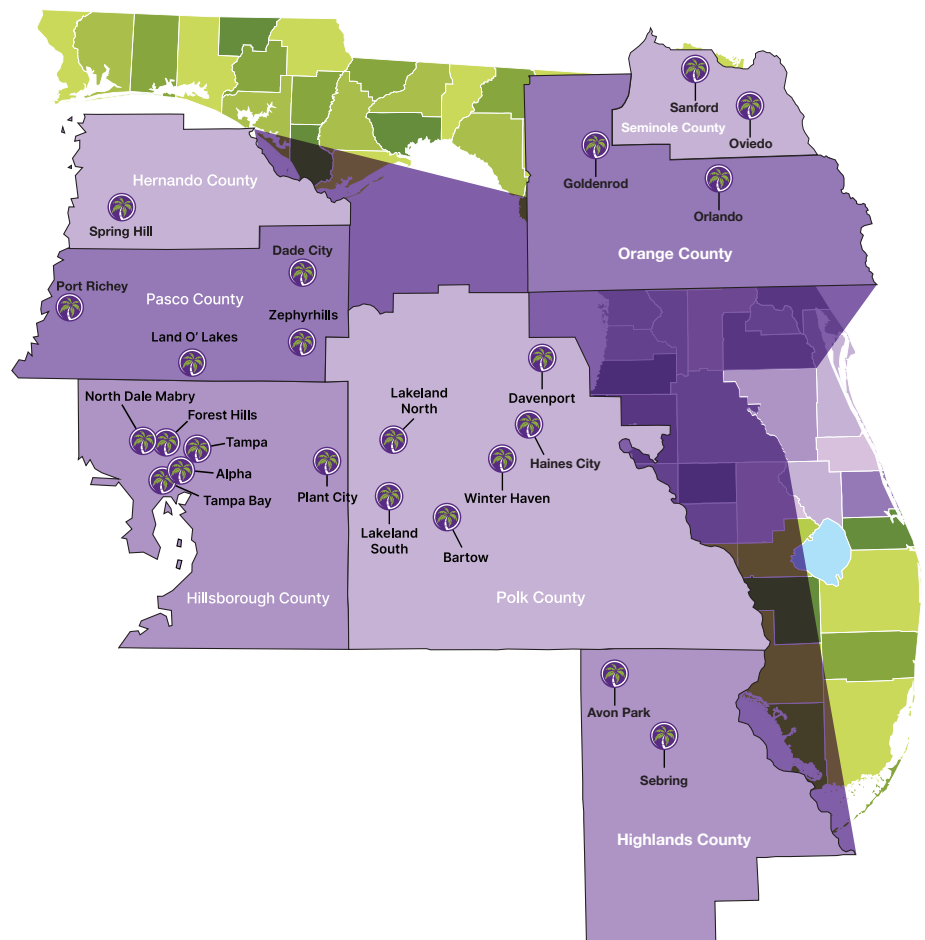 Sanford
Seminole County
Oviedo
Goldenrod
Orlando
Orange County
Hernando County
Spring Hill
Dade City
Port Richey
Pasco County
Zephyrhills
Land O’ Lakes
North Dale Mabry
Forest Hills
Tampa
Alpha
Tampa Bay
Plant City
Hillsborough County
Lakeland
North
Davenport
Haines City
Winter Haven
Lakeland
South
Bartow
Polk County
Avon Park
Sebring
Highlands County